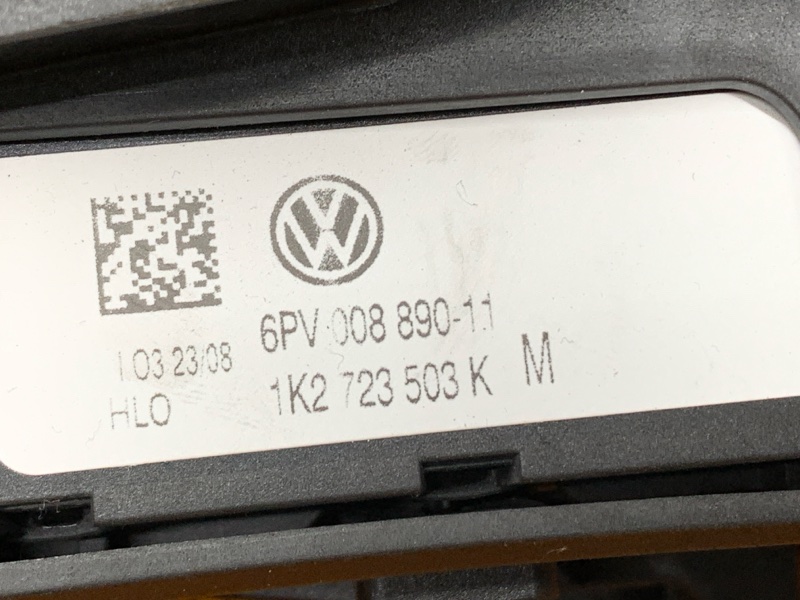 6PV 008 890-11
1K2 723 503 K M
1.03 23/08
HLO